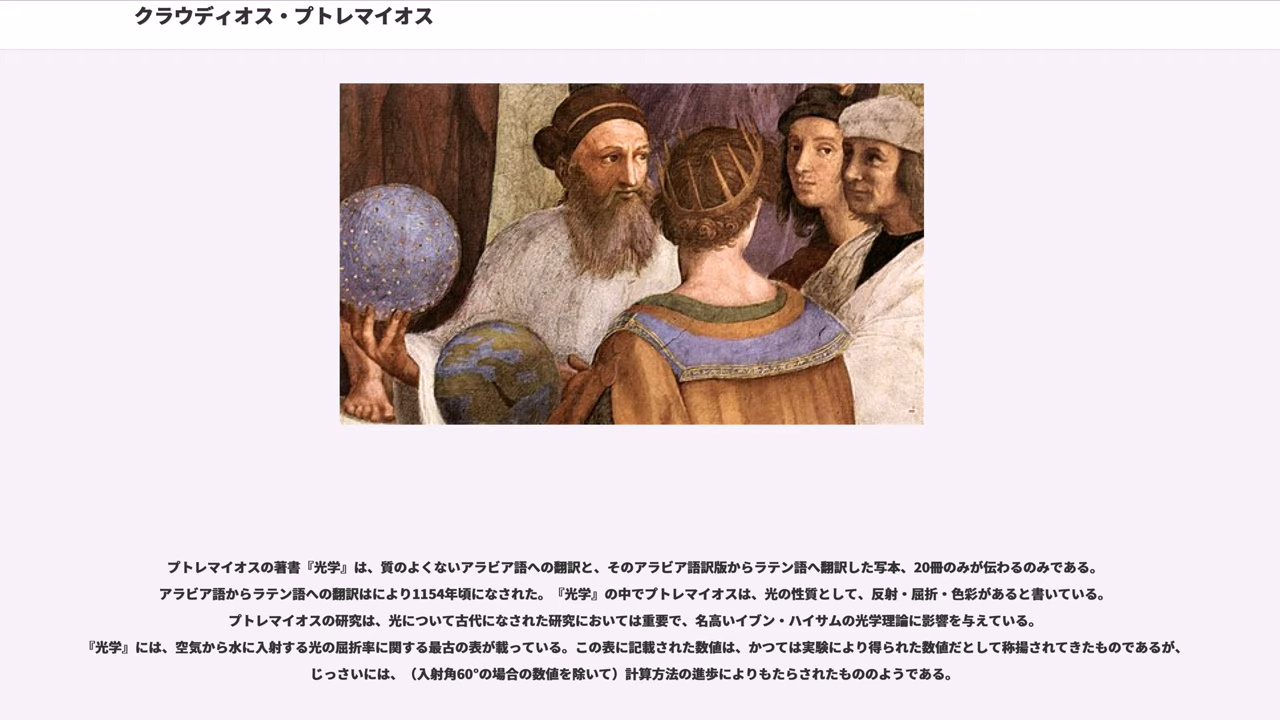 クラウディオス・プトレマイオス
プトレマイオスの著書『光学』は、質のよくないアラビア語への翻訳と、そのアラビア語訳版からラテン語へ翻訳した写本、20冊のみが伝わるのみである。
アラビア語からラテン語への翻訳はにより1154年頃になされた。『光学』の中でプトレマイオスは、光の性質として、反射・屈折・色彩があると書いている。
プトレマイオスの研究は、光について古代になされた研究においては重要で、名高いイブン・ハイサムの光学理論に影響を与えている。
『光学』には、空気から水に入射する光の屈折率に関する最古の表が載っている。この表に記載された数値は、かつては実験により得られた数値だとして称揚されてきたものであるが、
じっさいには、（入射角60°の場合の数値を除いて）計算方法の進歩によりもたらされたもののようである。